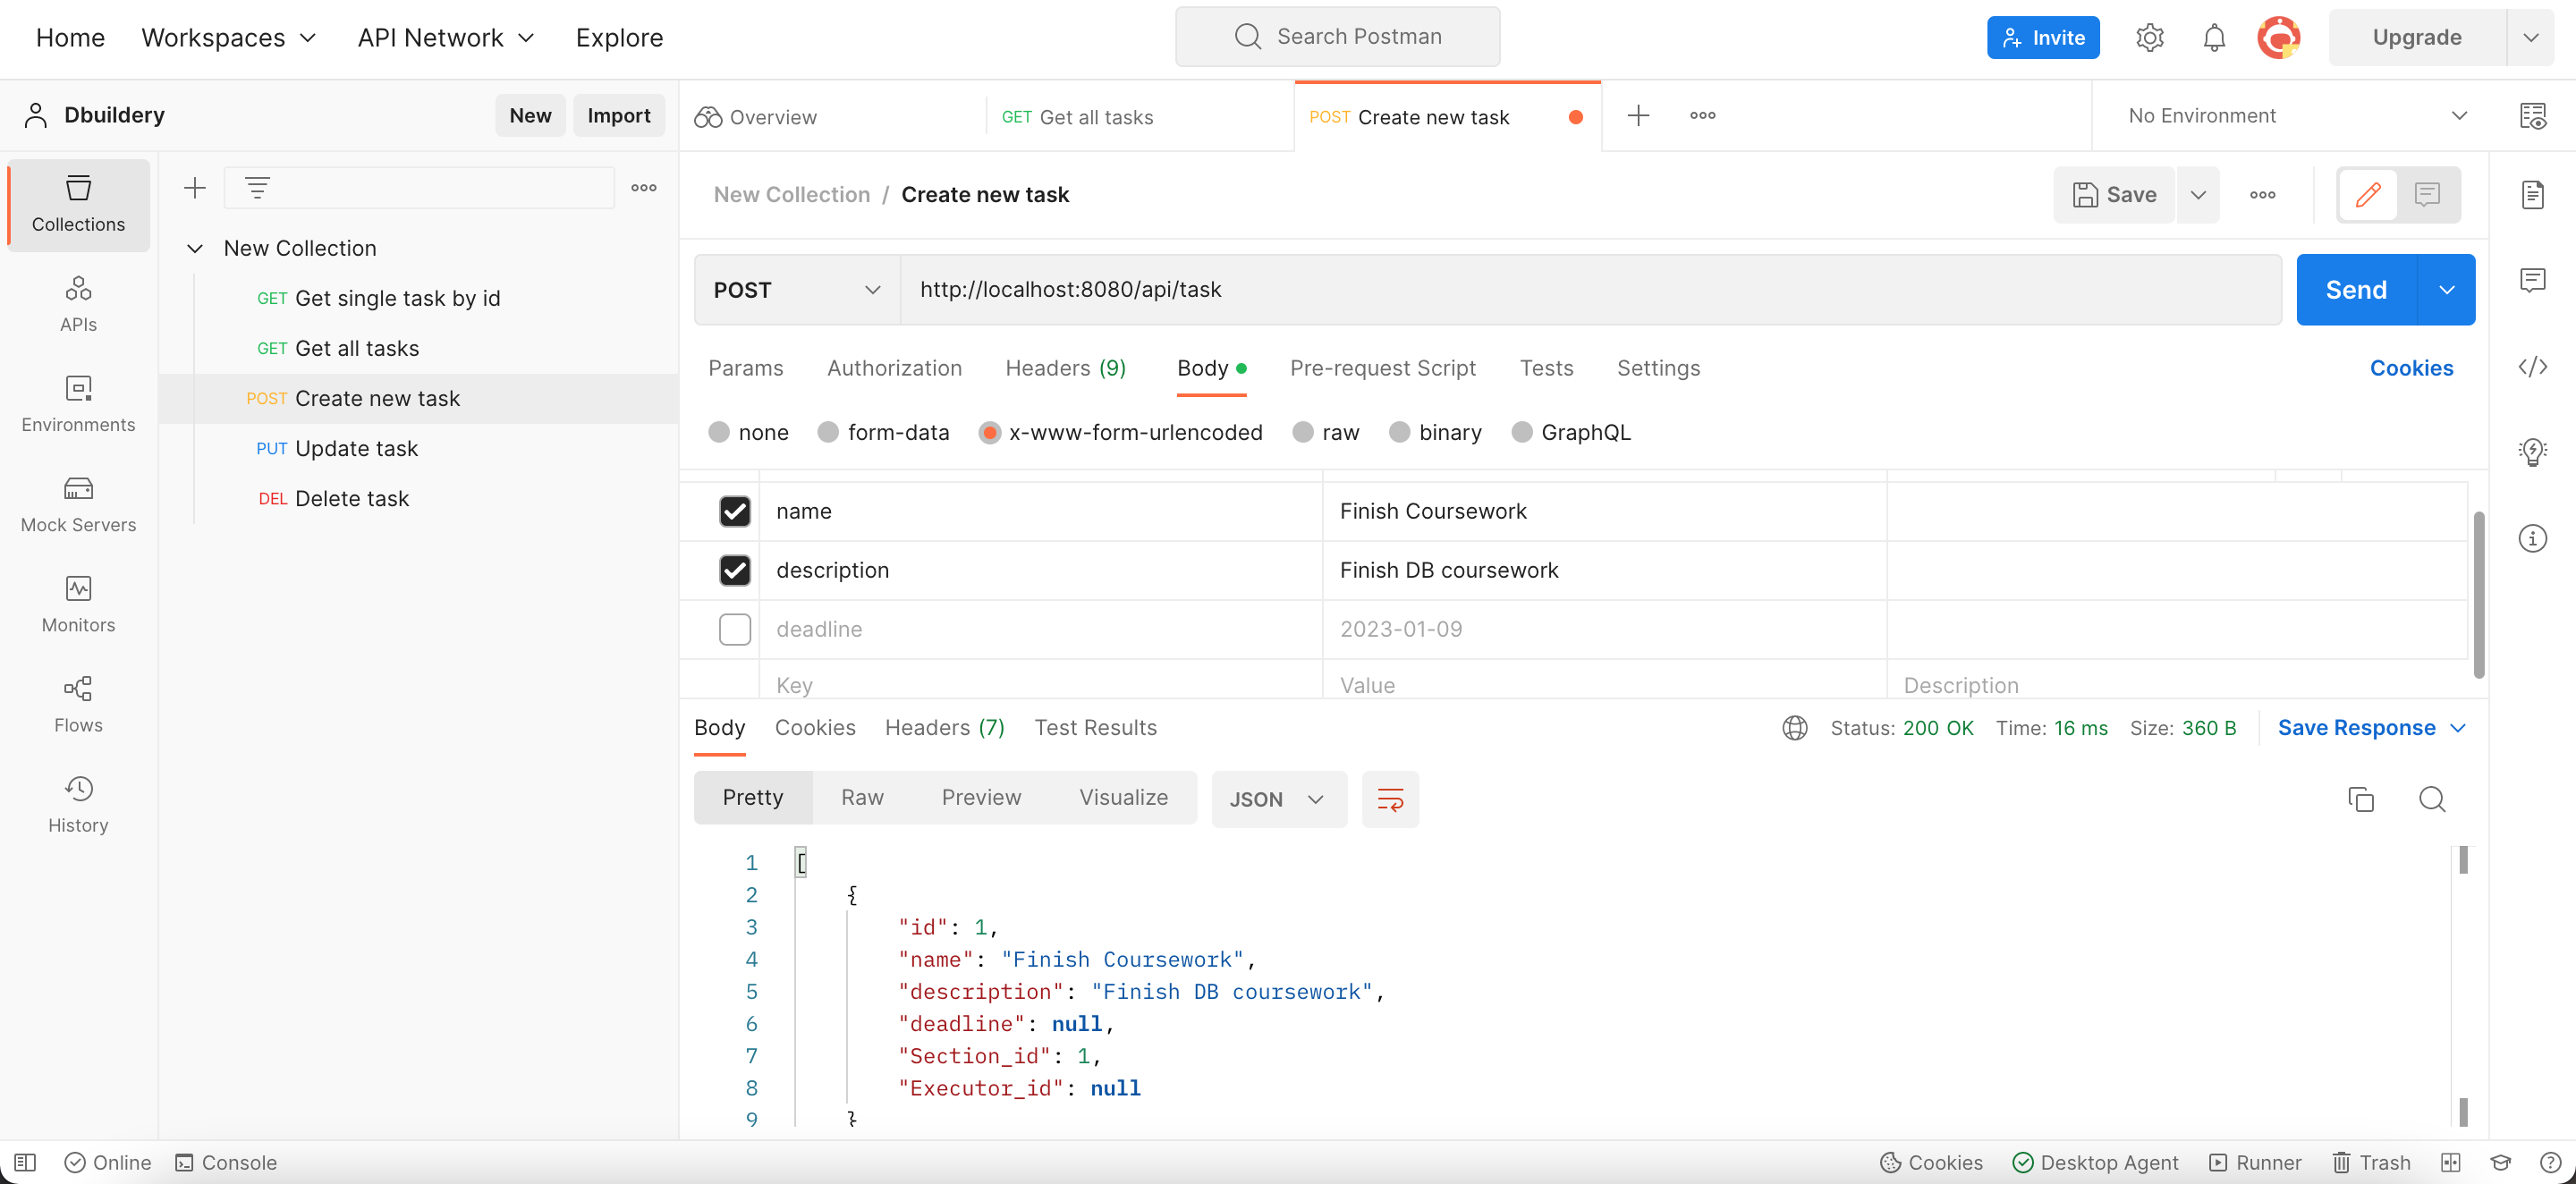 Home Workspaces API Network Explore Search Postman Invite Upgrade
Dbuildery New Import Overview GET Get all tasks POST Create new task No Environment
Collections
APIs
Environments
Mock Servers
Monitors
Flows
History
New Collection
GET Get single task by id
GET Get all tasks
POST Create new task
PUT Update task
DEL Delete task
New Collection / Create new task Save
POST http://localhost:8080/api/task Send
Params Authorization Headers (9) Body Pre-request Script Tests Settings Cookies
none form-data x-www-form-urlencoded raw binary GraphQL
name Finish Coursework
description Finish DB coursework
deadline 2023-01-09
Key Value Description
Body Cookies Headers (7) Test Results Status: 200 OK Time: 16 ms Size: 360 B Save Response
Pretty Raw Preview Visualize JSON
1 [
2 {
3 "id": 1,
4 "name": "Finish Coursework",
5 "description": "Finish DB coursework",
6 "deadline": null,
7 "Section_id": 1,
8 "Executor_id": null
9 }
Online Console Cookies Desktop Agent Runner Trash